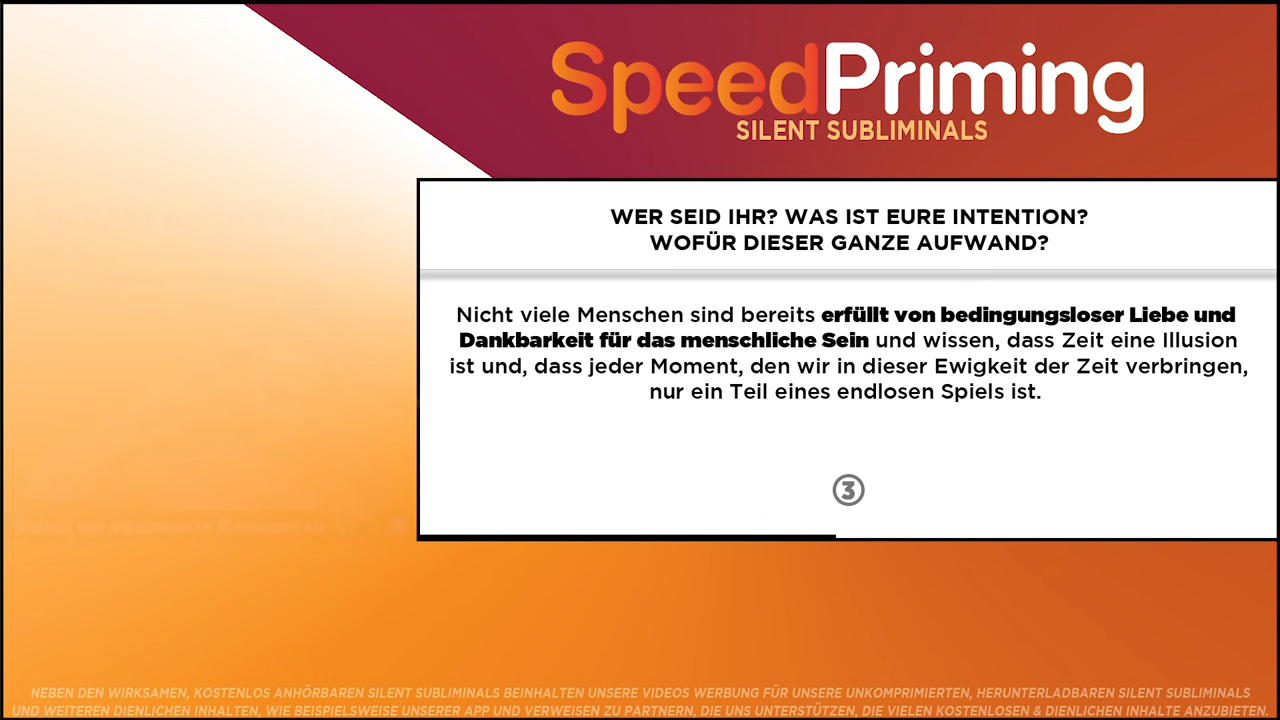 SpeedPriming
SILENT SUBLIMINALS
WER SEID IHR? WAS IST EURE INTENTION?
WOFÜR DIESER GANZE AUFWAND?
Nicht viele Menschen sind bereits erfüllt von bedingungsloser Liebe und
Dankbarkeit für das menschliche Sein und wissen, dass Zeit eine Illusion
ist und, dass jeder Moment, den wir in dieser Ewigkeit der Zeit verbringen,
nur ein Teil eines endlosen Spiels ist.
3
NEBEN DEN WIRKSAMEN, KOSTENLOS ANHÖRBAREN SILENT SUBLIMINALS BEINHALTEN UNSERE VIDEOS WERBUNG FÜR UNSERE UNKOMPRIMIERTEN, HERUNTERLADBAREN SILENT SUBLIMINALS
UND WEITEREN DIENLICHEN INHALTEN, WIE BEISPIELSWEISE UNSERER APP UND VERWEISEN ZU PARTNERN, DIE UNS UNTERSTÜTZEN, DIE VIELEN KOSTENLOSEN & DIENLICHEN INHALTE ANZUBIETEN.